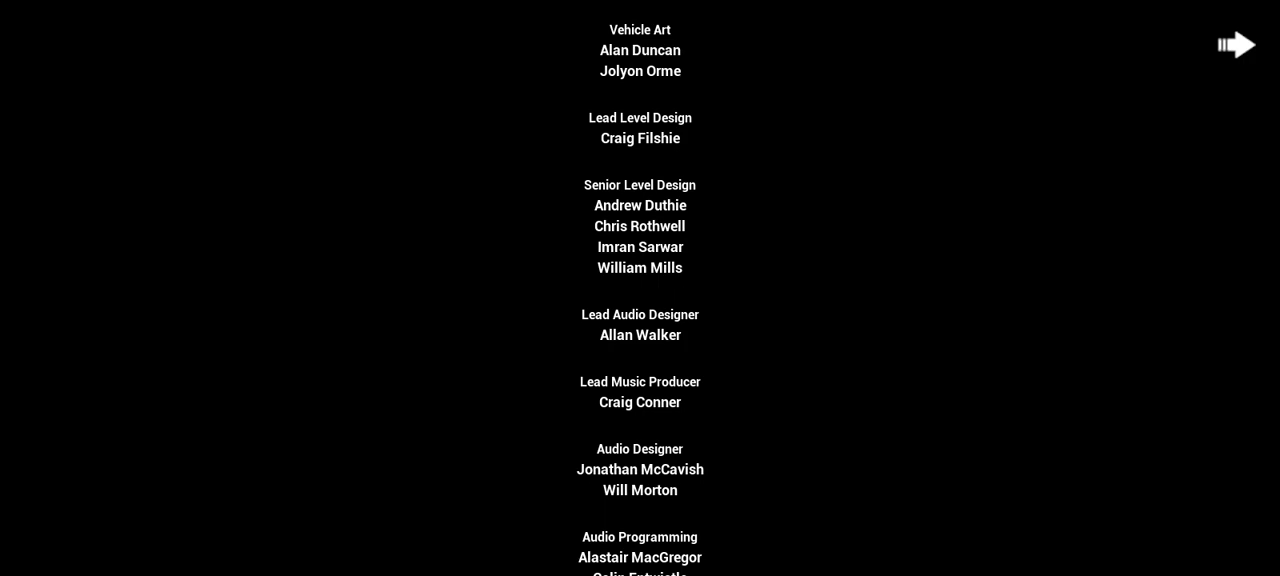 Vehicle Art
Alan Duncan
Jolyon Orme
Lead Level Design
Craig Filshie
Senior Level Design
Andrew Duthie
Chris Rothwell
Imran Sarwar
William Mills
Lead Audio Designer
Allan Walker
Lead Music Producer
Craig Conner
Audio Designer
Jonathan McCavish
Will Morton
Audio Programming
Alastair MacGregor
Colin Entwistle